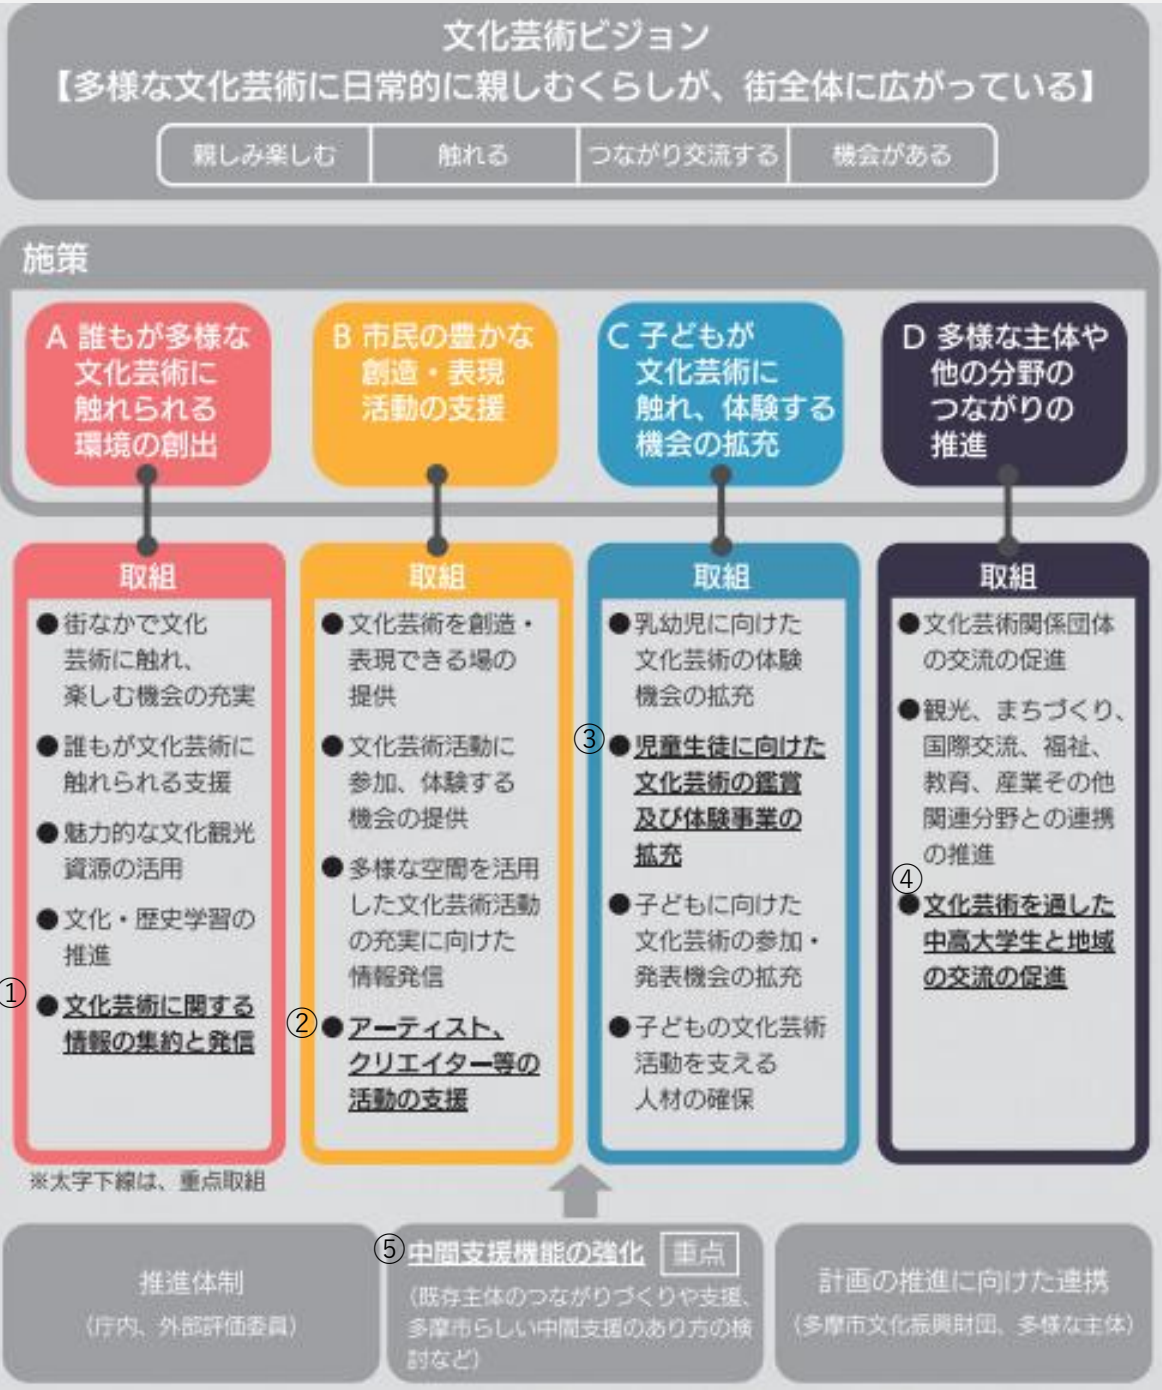 文化芸術ビジョン
【多様な文化芸術に日常的に親しむくらしが、街全体に広がっている】
親しみ楽しむ
触れる
つながり交流する
機会がある
施策
A 誰もが多様な
文化芸術に
触れられる
環境の創出
B 市民の豊かな
創造・表現
活動の支援
C 子どもが
文化芸術に
触れ、体験する
機会の拡充
D 多様な主体や
他の分野の
つながりの
推進
取組
●街なかで文化
芸術に触れ、
楽しむ機会の充実
●誰もが文化芸術に
触れられる支援
●魅力的な文化観光
資源の活用
●文化・歴史学習の
推進
①●文化芸術に関する
情報の集約と発信
取組
●文化芸術を創造・
表現できる場の
提供
●文化芸術活動に
参加、体験する
機会の提供
●多様な空間を活用
した文化芸術活動
の充実に向けた
情報発信
②●アーティスト、
クリエイター等の
活動の支援
取組
●乳幼児に向けた
文化芸術の体験
機会の拡充
③●児童生徒に向けた
文化芸術の鑑賞
及び体験事業の
拡充
●子どもに向けた
文化芸術の参加・
発表機会の拡充
●子どもの文化芸術
活動を支える
人材の確保
取組
●文化芸術関係団体
の交流の促進
●観光、まちづくり、
国際交流、福祉、
教育、産業その他
関連分野との連携
の推進
④
●文化芸術を通した
中高大学生と地域
の交流の促進
※太字下線は、重点取組
推進体制
（庁内、外部評価委員）
⑤中間支援機能の強化 重点
（既存主体のつながりづくりや支援、
多摩市らしい中間支援のあり方の検
討など）
計画の推進に向けた連携
（多摩市文化振興財団、多様な主体）